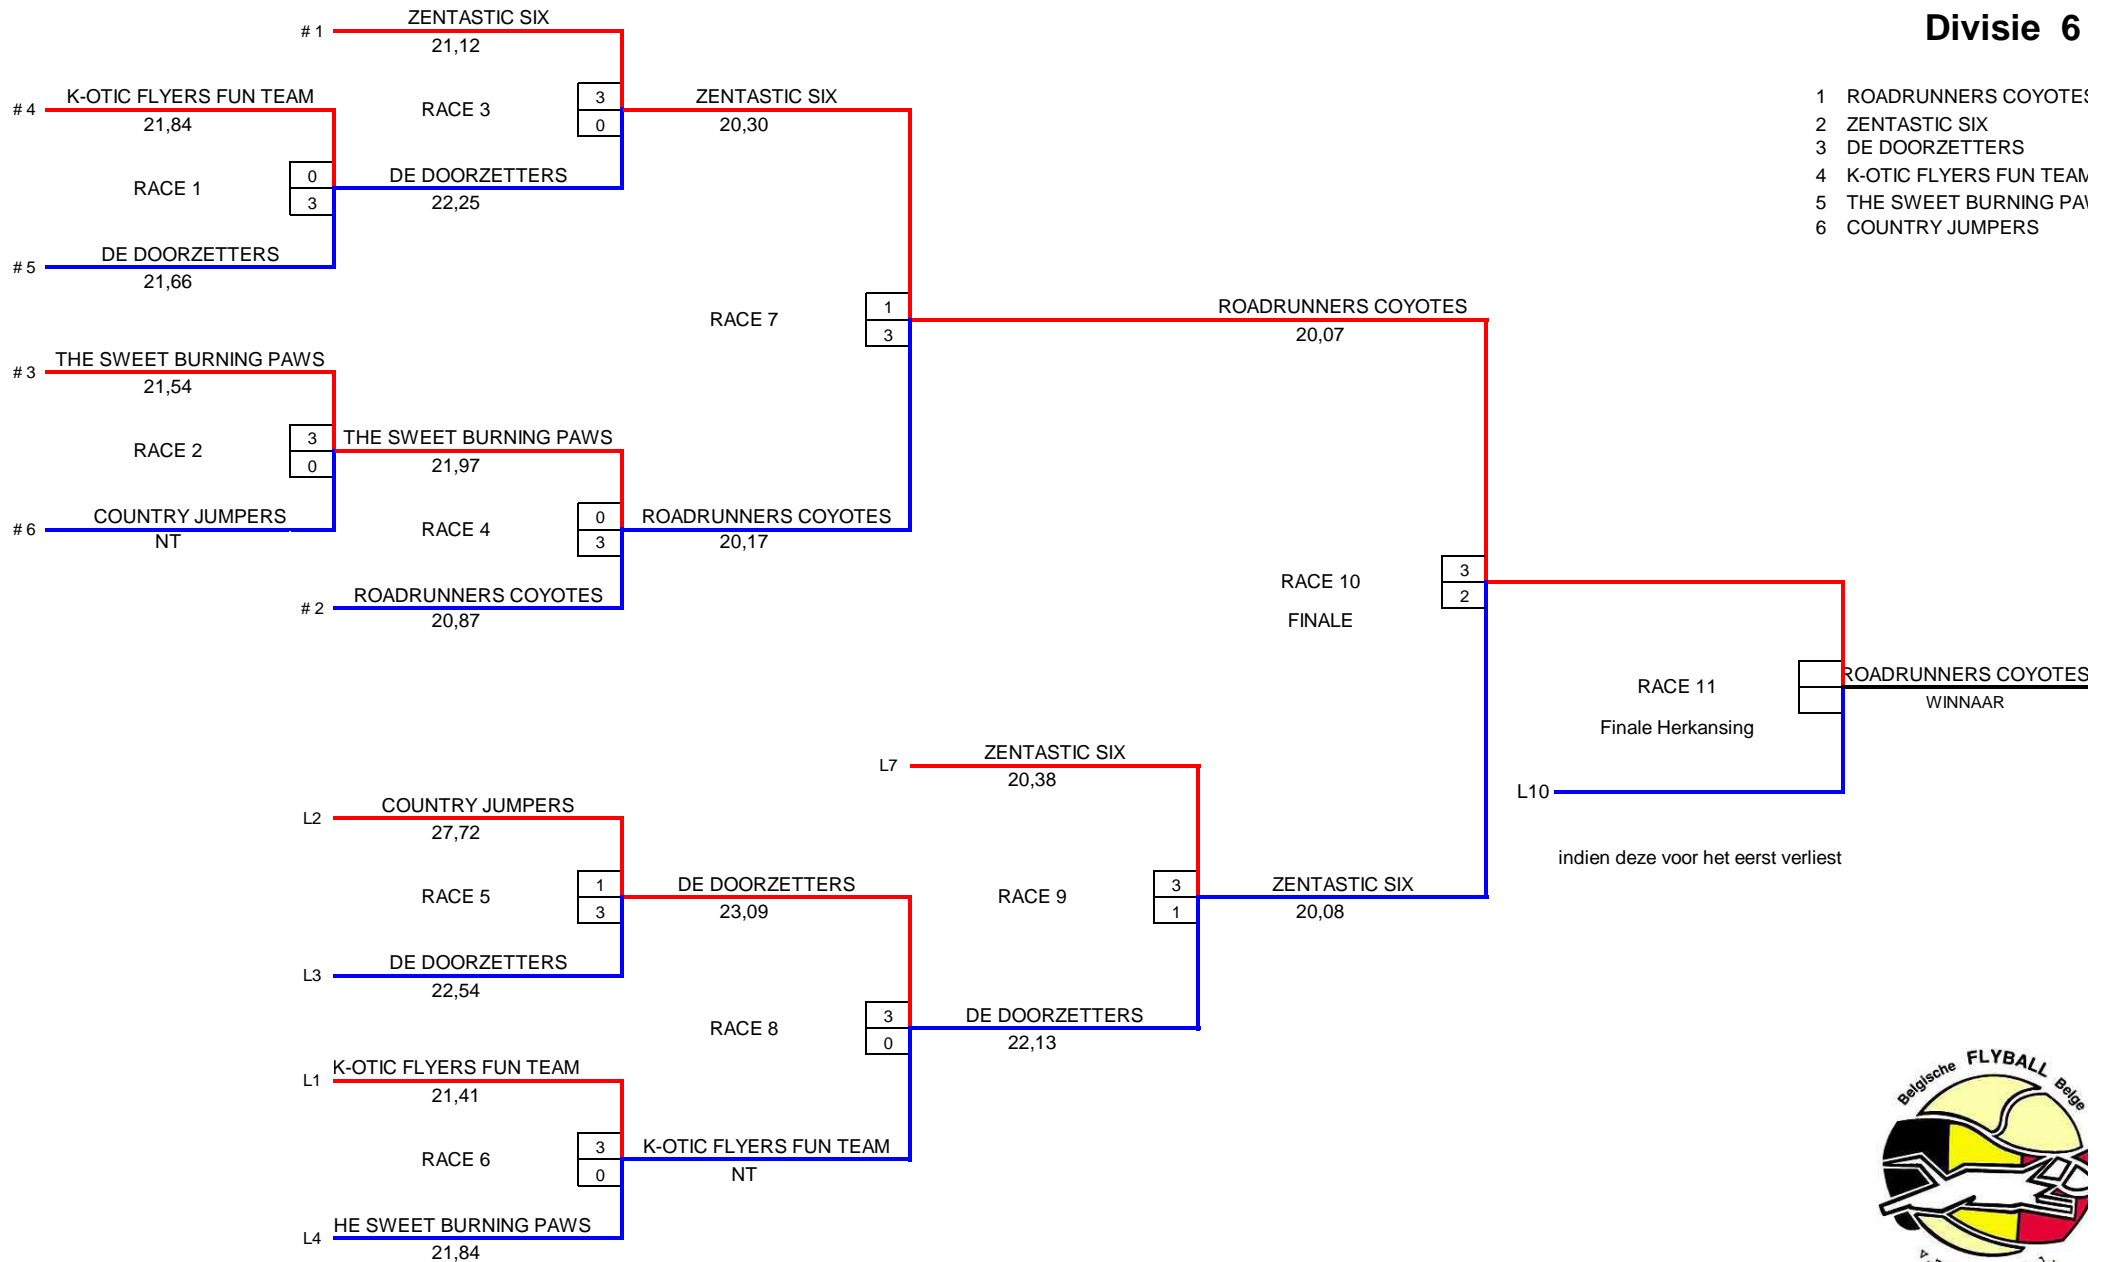 Divisie 6
1 ROADRUNNERS COYOTES
2 ZENTASTIC SIX
3 DE DOORZETTERS
4 K-OTIC FLYERS FUN TEAM
5 THE SWEET BURNING PAW
6 COUNTRY JUMPERS
# 1 ZENTASTIC SIX
21,12
# 4 K-OTIC FLYERS FUN TEAM
21,84
RACE 3
3
0
ZENTASTIC SIX
20,30
RACE 1
0
3
DE DOORZETTERS
22,25
# 5 DE DOORZETTERS
21,66
RACE 7
1
3
ROADRUNNERS COYOTES
20,07
# 3 THE SWEET BURNING PAWS
21,54
RACE 2
3
0
THE SWEET BURNING PAWS
21,97
# 6 COUNTRY JUMPERS
NT
RACE 4
0
3
ROADRUNNERS COYOTES
20,17
# 2 ROADRUNNERS COYOTES
20,87
RACE 10
FINALE
3
2
RACE 11
Finale Herkansing
ROADRUNNERS COYOTES
WINNAAR
L10
indien deze voor het eerst verliest
L7 ZENTASTIC SIX
20,38
L2 COUNTRY JUMPERS
27,72
RACE 5
1
3
DE DOORZETTERS
23,09
RACE 9
3
1
ZENTASTIC SIX
20,08
L3 DE DOORZETTERS
22,54
RACE 8
3
0
DE DOORZETTERS
22,13
L1 K-OTIC FLYERS FUN TEAM
21,41
RACE 6
3
0
K-OTIC FLYERS FUN TEAM
NT
L4 HE SWEET BURNING PAWS
21,84
Belgische FLYBALL Belge